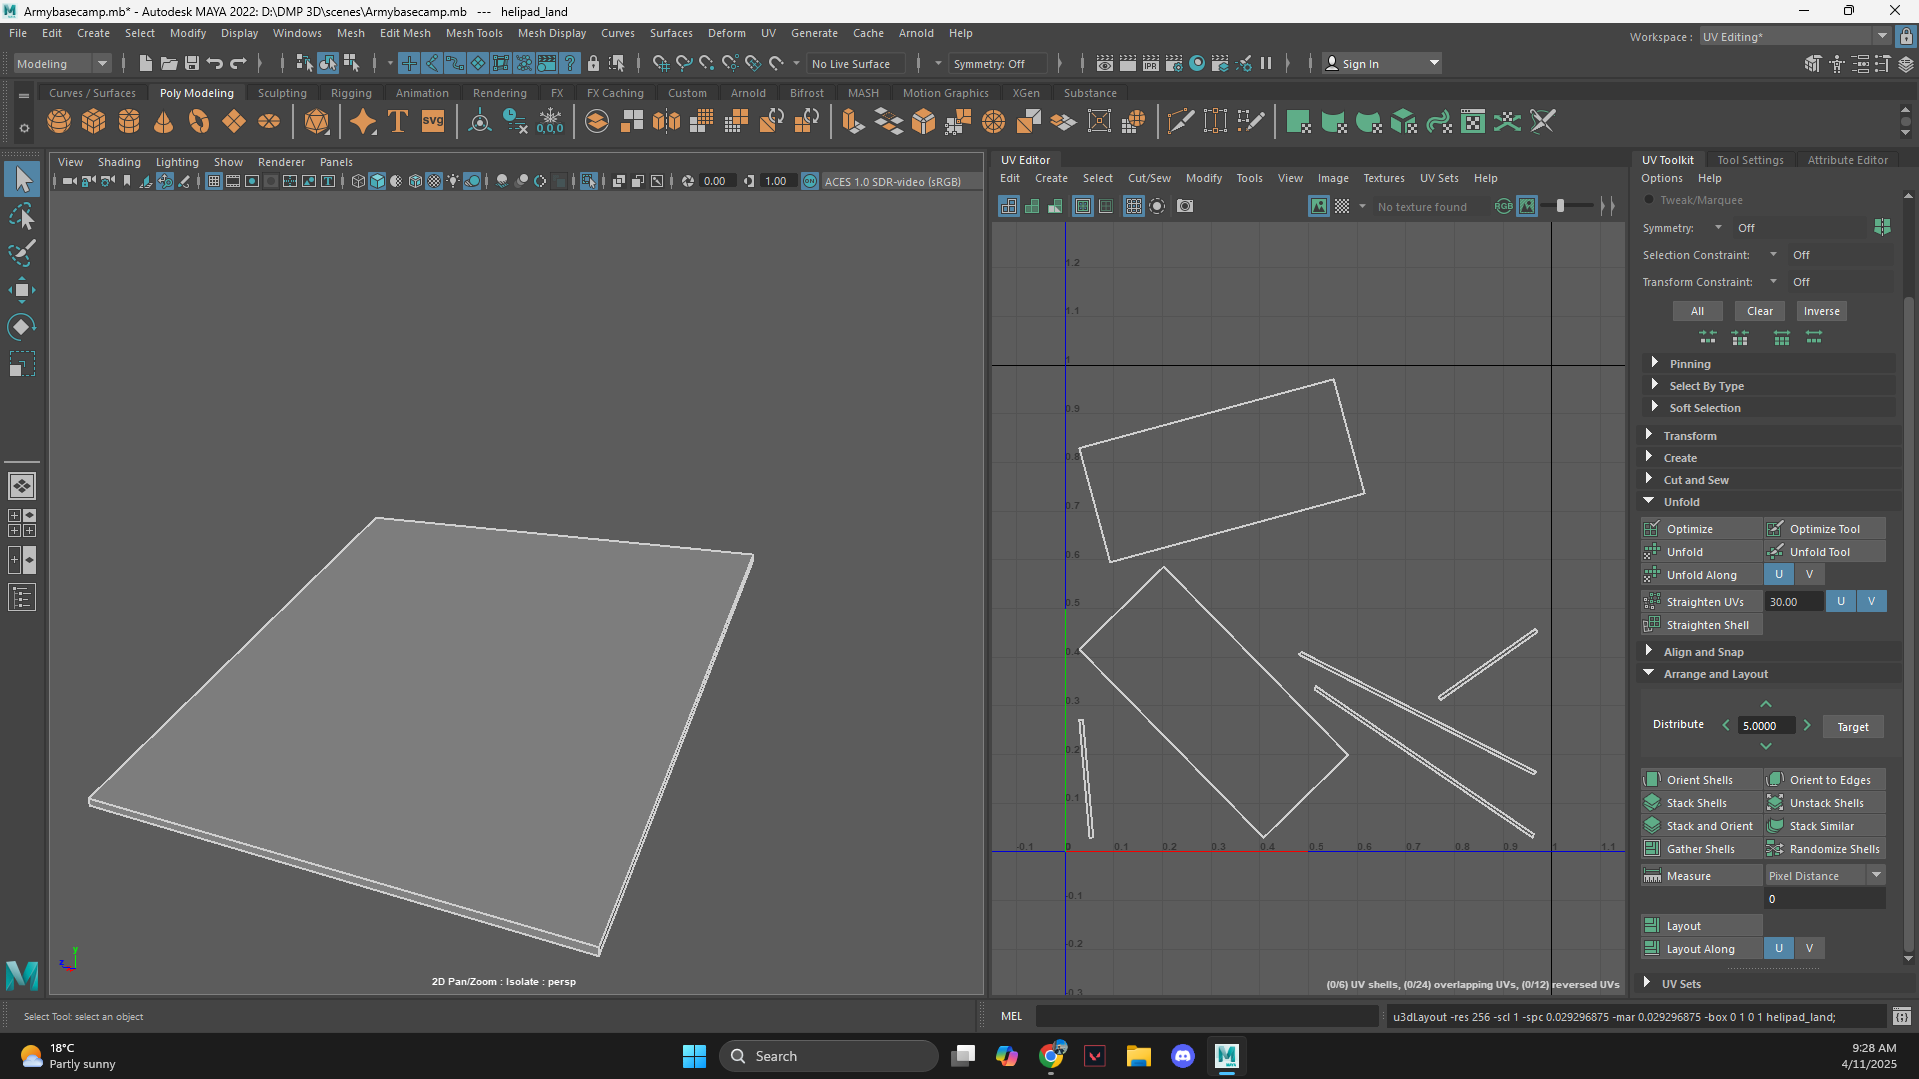 Armybasecamp.mb* - Autodesk MAYA 2022: D:\DMP 3D\scenes\Armybasecamp.mb --- helipad_land
File Edit Create Select Modify Display Windows Mesh Edit Mesh Mesh Tools Mesh Display Curves Surfaces Deform UV Generate Cache Arnold Help
Workspace : UV Editing*
Modeling
No Live Surface
Symmetry: Off
IPR
Sign In
Curves / Surfaces Poly Modeling Sculpting Rigging Animation Rendering FX FX Caching Custom Arnold Bifrost MASH Motion Graphics XGen Substance
T svg 0,0,0
View Shading Lighting Show Renderer Panels
0.00 1.00 ON ACES 1.0 SDR-video (sRGB)
2D Pan/Zoom : Isolate : persp
y
z
UV Editor
Edit Create Select Cut/Sew Modify Tools View Image Textures UV Sets Help
No texture found
RGB
1.2
1.1
1
0.9
0.8
0.7
0.6
0.5
0.4
0.3
0.2
0.1
-0.1 0 0.1 0.2 0.3 0.4 0.5 0.6 0.7 0.8 0.9 1 1.1
-0.1
-0.2
-0.3
(0/6) UV shells, (0/24) overlapping UVs, (0/12) reversed UVs
UV Toolkit Tool Settings Attribute Editor
Options Help
Tweak/Marquee
Symmetry: Off
Selection Constraint: Off
Transform Constraint: Off
All Clear Inverse
Pinning
Select By Type
Soft Selection
Transform
Create
Cut and Sew
Unfold
Optimize Optimize Tool
Unfold Unfold Tool
Unfold Along U V
Straighten UVs 30.00 U V
Straighten Shell
Align and Snap
Arrange and Layout
Distribute 5.0000 Target
Orient Shells Orient to Edges
Stack Shells Unstack Shells
Stack and Orient Stack Similar
Gather Shells Randomize Shells
Measure Pixel Distance
0
Layout
Layout Along U V
UV Sets
Select Tool: select an object
MEL
u3dLayout -res 256 -scl 1 -spc 0.029296875 -mar 0.029296875 -box 0 1 0 1 helipad_land;
18°C
Partly sunny
Search
9:28 AM
4/11/2025